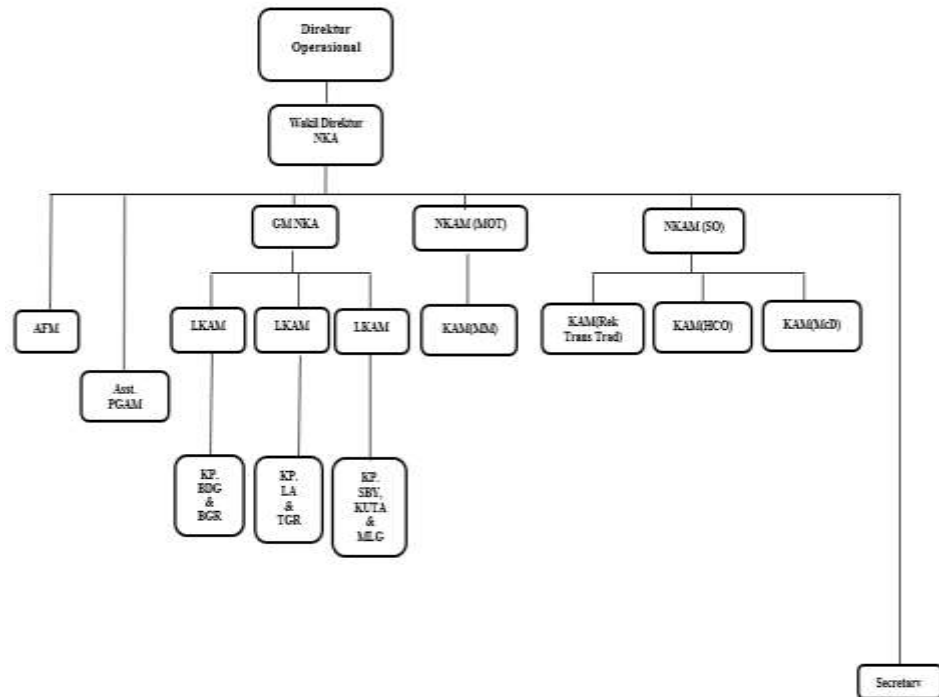 Direktur
Operasional
Wakil Direktur
NKA
GM NKA
NKAM (MOT)
NKAM (SO)
AFM
LKAM
LKAM
LKAM
KAM(MM)
KAM(Rek
Trans Trad)
KAM(HCO)
KAM(McD)
Asst.
PGAM
KP.
BDG
&
BGR
KP.
LA
&
TGR
KP.
SBY,
KUTA
&
MLG
Secretary